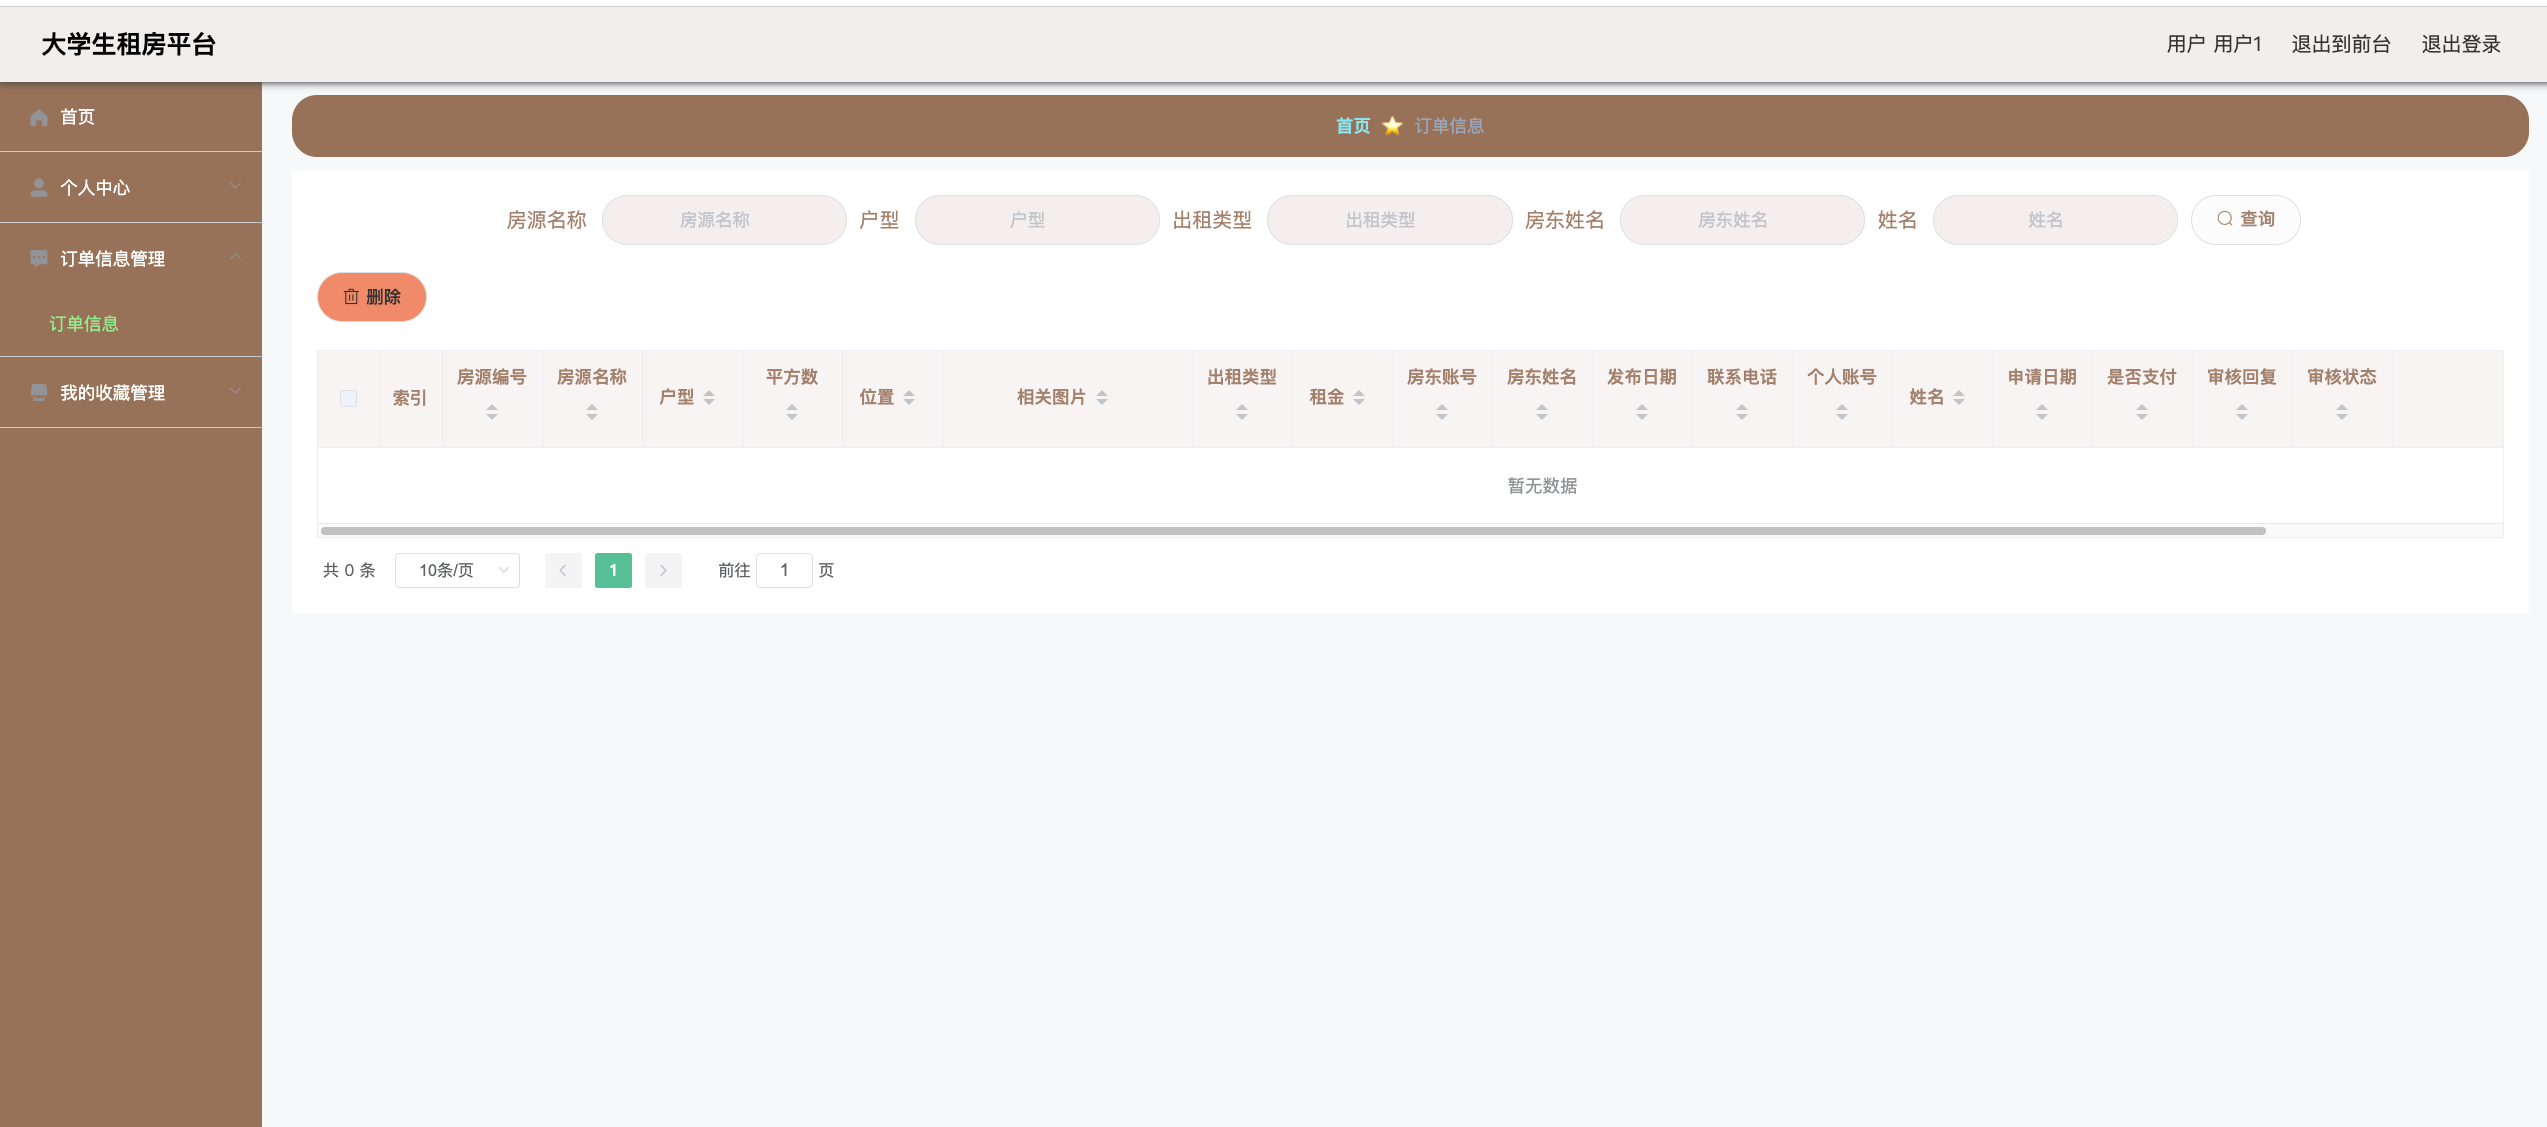 大学生租房平台
用户 用户1 退出到前台 退出登录
首页
个人中心
订单信息管理
订单信息
我的收藏管理
首页 订单信息
房源名称 房源名称 户型 户型 出租类型 出租类型 房东姓名 房东姓名 姓名 姓名 查询
删除
索引 房源编号 房源名称 户型 平方数 位置 相关图片 出租类型 租金 房东账号 房东姓名 发布日期 联系电话 个人账号 姓名 申请日期 是否支付 审核回复 审核状态
暂无数据
共 0 条 10条/页 1 前往 1 页